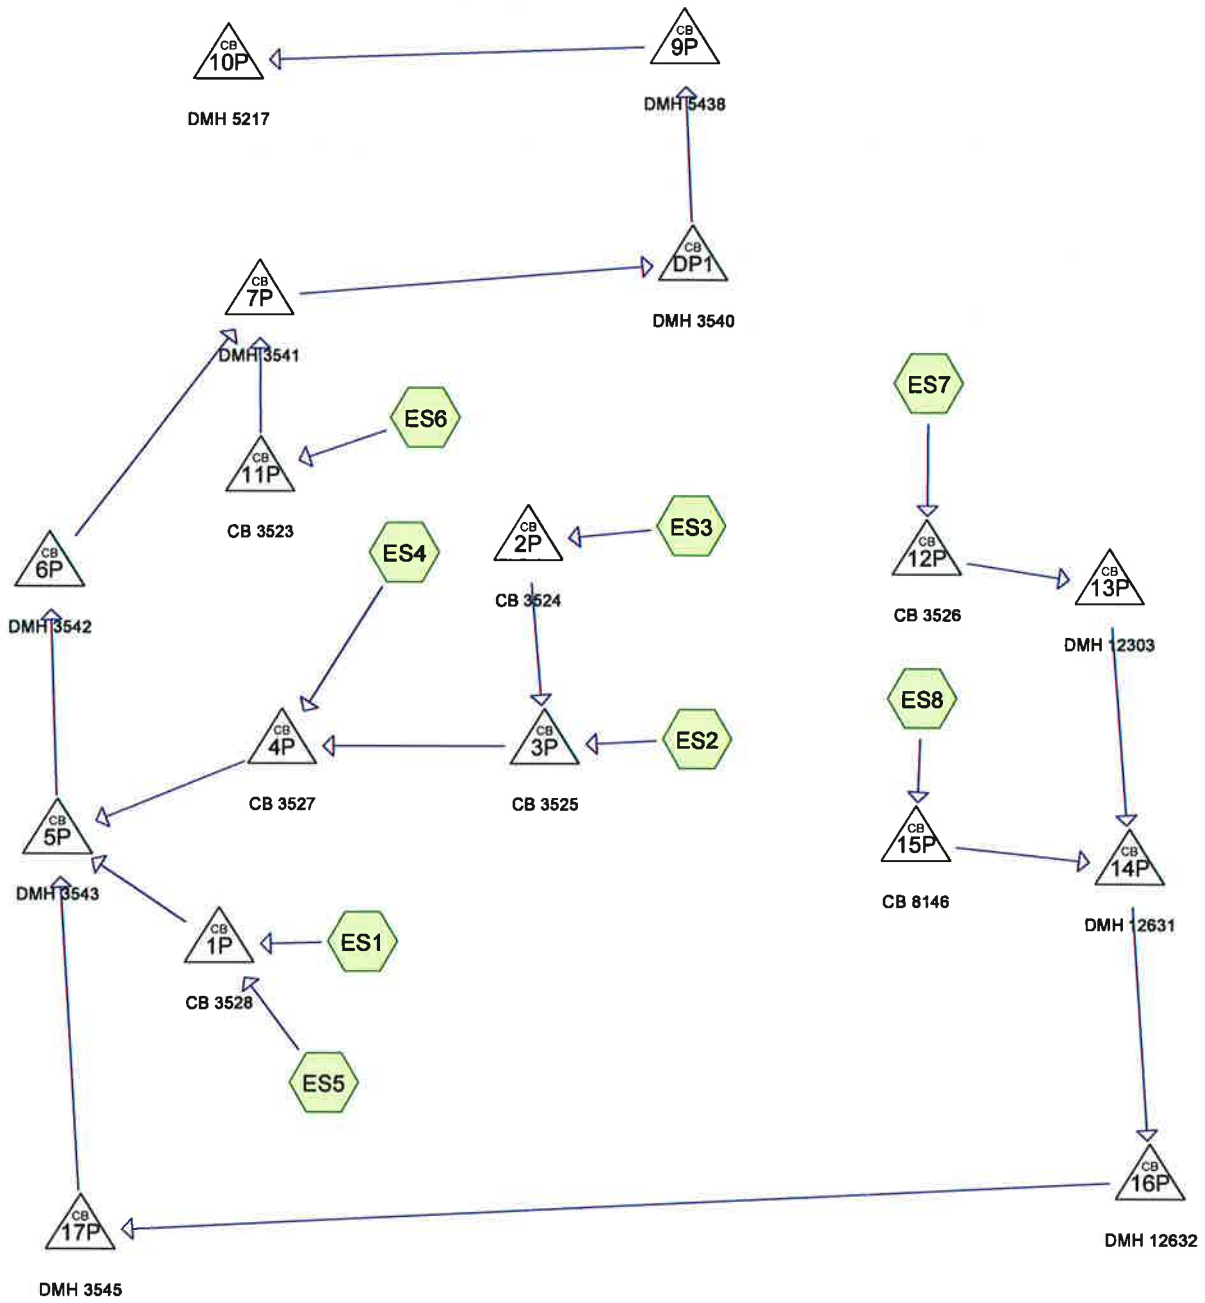 CB
10P
DMH 5217
CB
9P
DMH 5438
CB
DP1
DMH 3540
CB
7P
DMH 3541
ES6
CB
11P
CB 3523
ES7
CB
12P
CB 3526
CB
13P
DMH 12303
ES3
CB
2P
CB 3524
ES4
CB
6P
DMH 3542
ES8
CB
4P
CB 3527
CB
3P
CB 3525
ES2
CB
5P
DMH 3543
CB
15P
CB 8146
CB
14P
DMH 12631
CB
1P
CB 3528
ES1
ES5
CB
16P
DMH 12632
CB
17P
DMH 3545